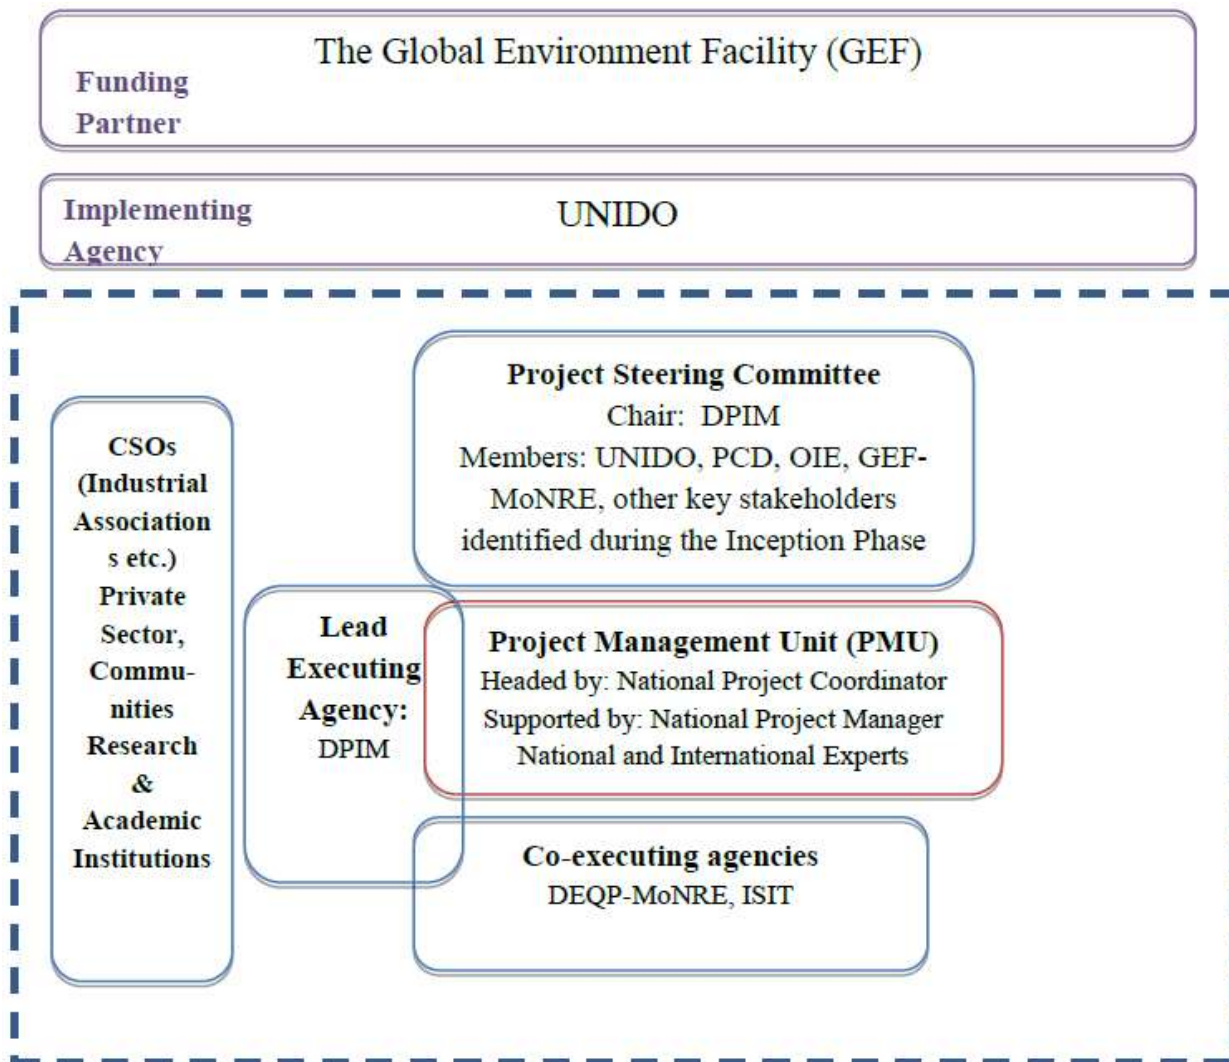 The Global Environment Facility (GEF)
Funding
Partner
Implementing
Agency
UNIDO
Project Steering Committee
Chair: DPIM
Members: UNIDO, PCD, OIE, GEF-
MoNRE, other key stakeholders
identified during the Inception Phase
CSOs
(Industrial
Association
s etc.)
Private
Sector,
Commu-
nities
Research
&
Academic
Institutions
Lead
Executing
Agency:
DPIM
Project Management Unit (PMU)
Headed by: National Project Coordinator
Supported by: National Project Manager
National and International Experts
Co-executing agencies
DEQP-MoNRE, ISIT